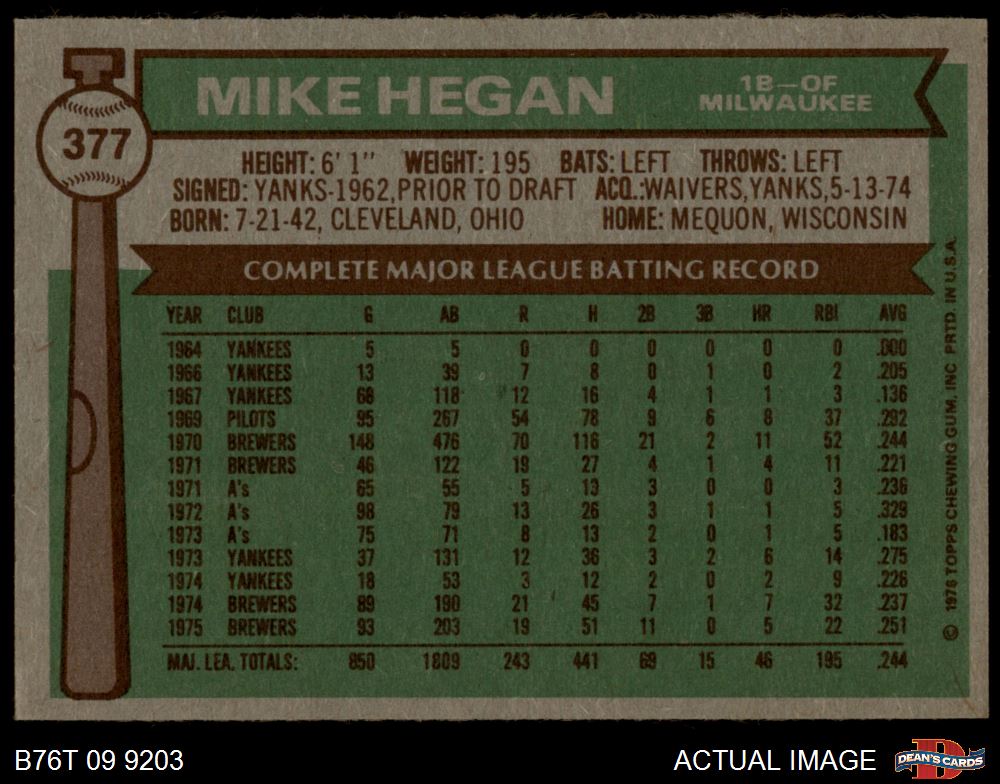 MIKE HEGAN
1B—OF
MILWAUKEE
377
HEIGHT: 6' 1" WEIGHT: 195 BATS: LEFT THROWS: LEFT
SIGNED: YANKS-1962, PRIOR TO DRAFT ACQ.: WAIVERS, YANKS, 5-13-74
BORN: 7-21-42, CLEVELAND, OHIO HOME: MEQUON, WISCONSIN
COMPLETE MAJOR LEAGUE BATTING RECORD
YEAR CLUB G AB R H 2B 3B HR RBI AVG
1964 YANKEES 5 5 0 0 0 0 0 0 .000
1966 YANKEES 13 39 7 8 0 1 0 2 .205
1967 YANKEES 68 118 12 16 4 1 1 3 .136
1969 PILOTS 95 267 54 78 9 6 8 37 .292
1970 BREWERS 148 476 70 116 21 2 11 52 .244
1971 BREWERS 46 122 19 27 4 1 4 11 .221
1971 A's 65 55 5 13 3 0 0 3 .236
1972 A's 98 79 13 26 3 1 1 5 .329
1973 A's 75 71 8 13 2 0 1 5 .183
1973 YANKEES 37 131 12 36 3 2 6 14 .275
1974 YANKEES 18 53 3 12 2 0 2 9 .226
1974 BREWERS 89 190 21 45 7 1 7 32 .237
1975 BREWERS 93 203 19 51 11 0 5 22 .251
MAJ. LEA. TOTALS: 850 1809 243 441 69 15 46 195 .244
© 1976 TOPPS CHEWING GUM, INC PRTD. IN U.S.A.
B76T 09 9203
ACTUAL IMAGE
DEAN'S CARDS